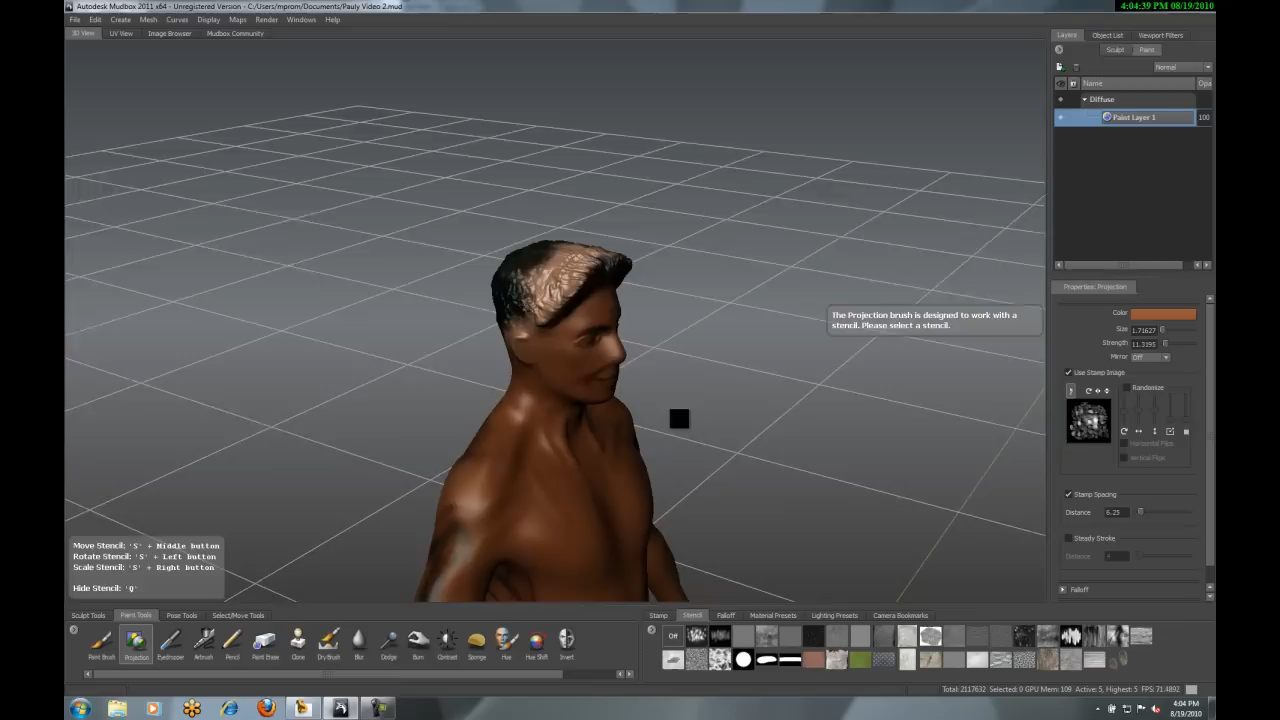 Autodesk Mudbox 2011 x64 - Unregistered Version - C:/Users/mprom/Documents/Pauly Video 2.mud
4:04:39 PM 08/19/2010
File Edit Create Mesh Curves Display Maps Render Windows Help
3D View UV View Image Browser Mudbox Community
Layers Object List Viewport Filters
Sculpt Paint
Normal
Name Opa
Diffuse
Paint Layer 1 100
Properties: Projection
Color
The Projection brush is designed to work with a
stencil. Please select a stencil.
Size 1.71627
Strength 11.3195
Mirror Off
Use Stamp Image
Randomize
Horizontal Flips
Vertical Flips
Stamp Spacing
Distance 6.25
Steady Stroke
Distance 4
Falloff
Move Stencil: 'S' + Middle button
Rotate Stencil: 'S' + Left button
Scale Stencil: 'S' + Right button
Hide Stencil: 'Q'
Sculpt Tools Paint Tools Pose Tools Select/Move Tools
Stamp Stencil Falloff Material Presets Lighting Presets Camera Bookmarks
Off
Paint Brush Projection Eyedropper Airbrush Pencil Paint Erase Clone Dry Brush Blur Dodge Burn Contrast Sponge Hue Hue Shift Invert
Total: 2117632 Selected: 0 GPU Mem: 109 Active: 5, Highest: 5 FPS: 71.4892
4:04 PM
8/19/2010